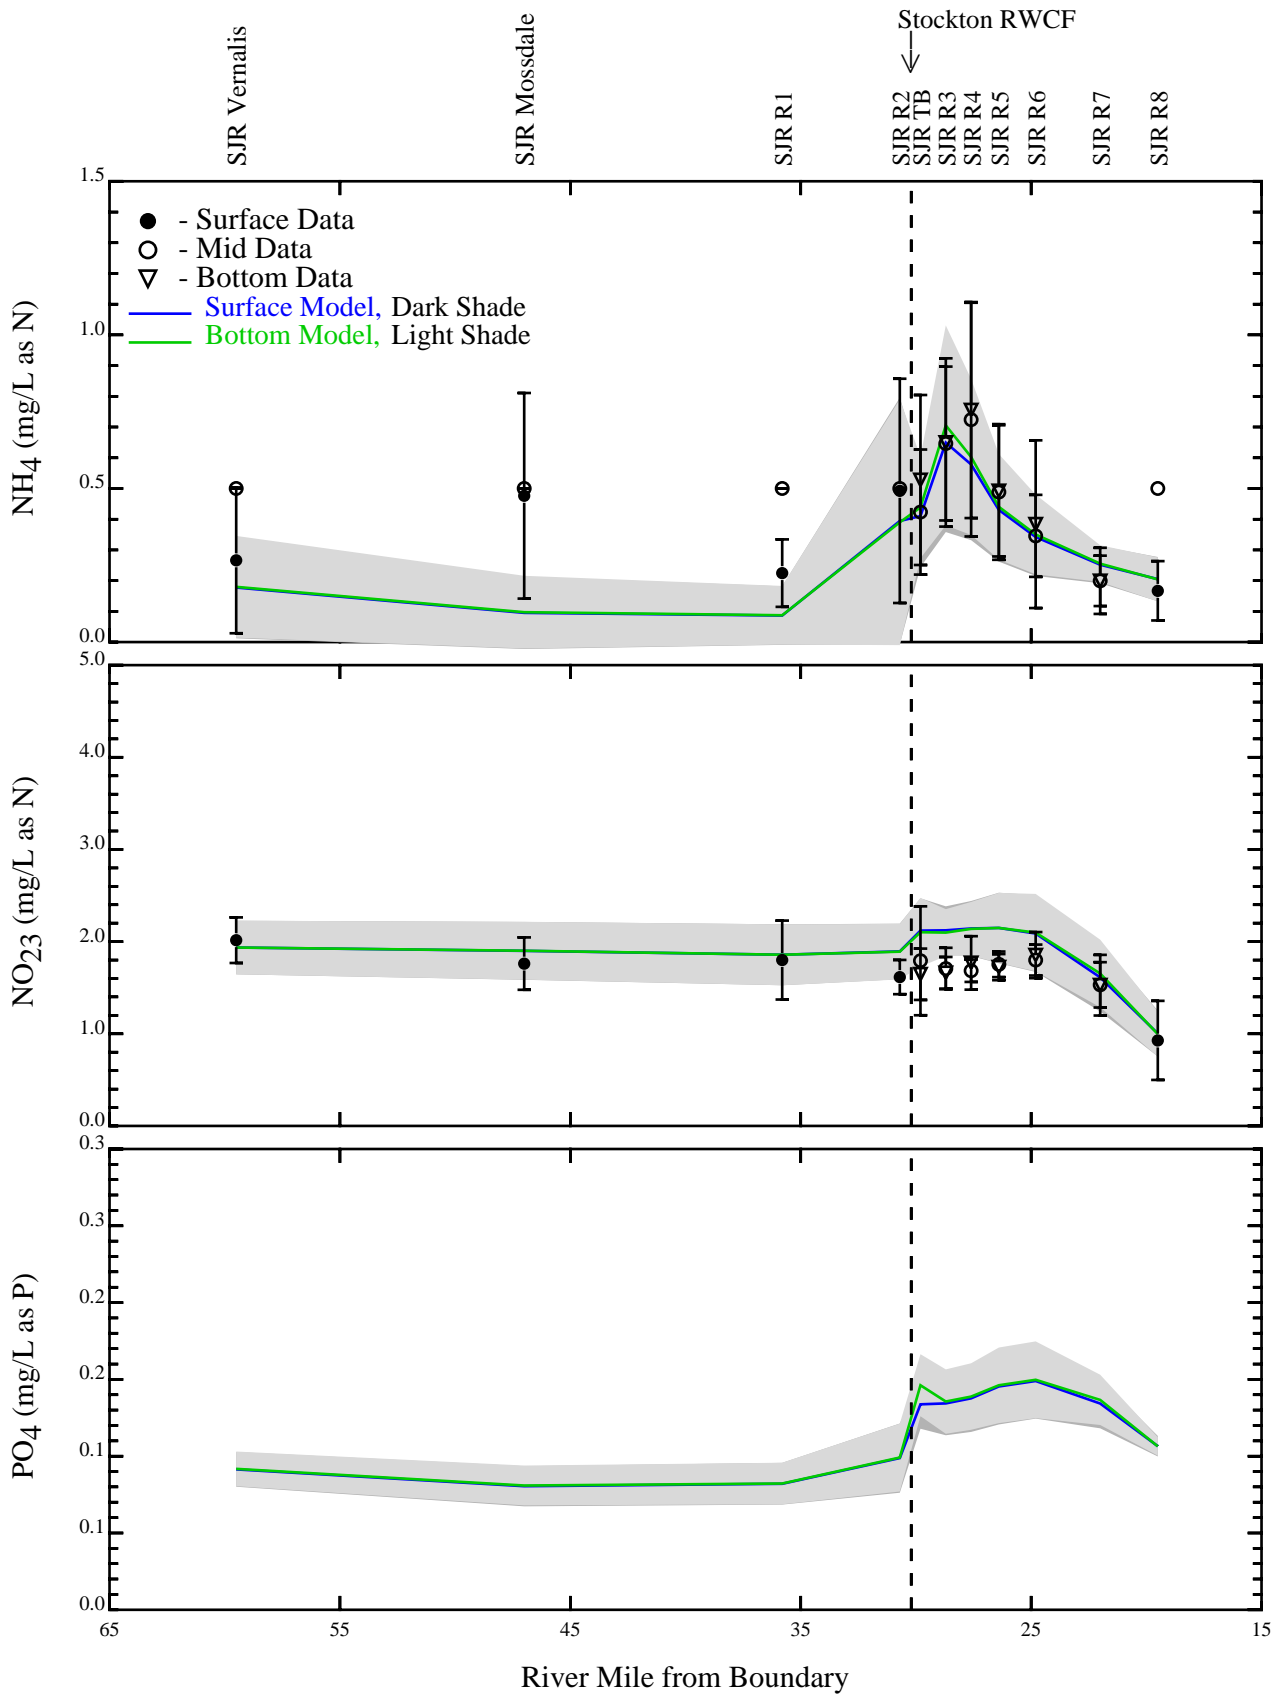 Stockton RWCF
SJR Vernalis
SJR Mossdale
SJR R1
SJR R2
SJR TB
SJR R3
SJR R4
SJR R5
SJR R6
SJR R7
SJR R8
NH4 (mg/L as N)
1.5
1.0
0.5
0.0
- Surface Data
- Mid Data
- Bottom Data
Surface Model, Dark Shade
Bottom Model, Light Shade
NO23 (mg/L as N)
5.0
4.0
3.0
2.0
1.0
0.0
PO4 (mg/L as P)
0.3
0.3
0.2
0.2
0.1
0.1
0.0
65 55 45 35 25 15
River Mile from Boundary